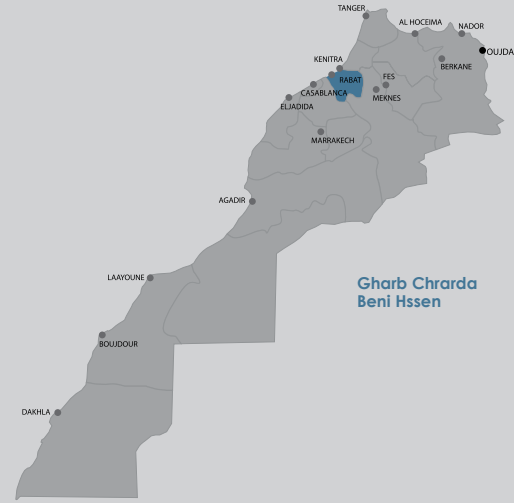 TANGER
AL HOCEIMA
NADOR
OUJDA
BERKANE
KENITRA
RABAT
FES
CASABLANCA
MEKNES
ELJADIDA
MARRAKECH
AGADIR
LAAYOUNE
Gharb Chrarda
Beni Hssen
BOUJDOUR
DAKHLA